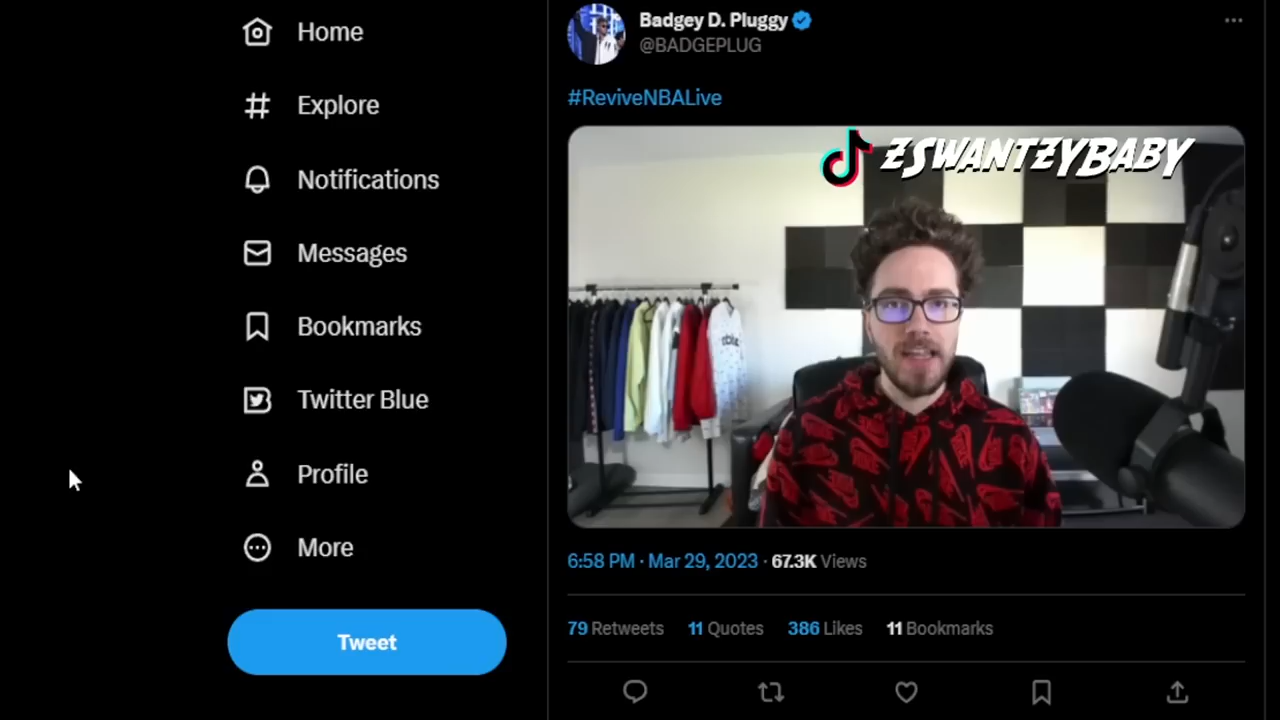 Home
Explore
Notifications
Messages
Bookmarks
Twitter Blue
Profile
More
Tweet
Badgey D. Pluggy
@BADGEPLUG
#ReviveNBALive
ZSWANTZYBABY
6:58 PM · Mar 29, 2023 · 67.3K Views
79 Retweets 11 Quotes 386 Likes 11 Bookmarks